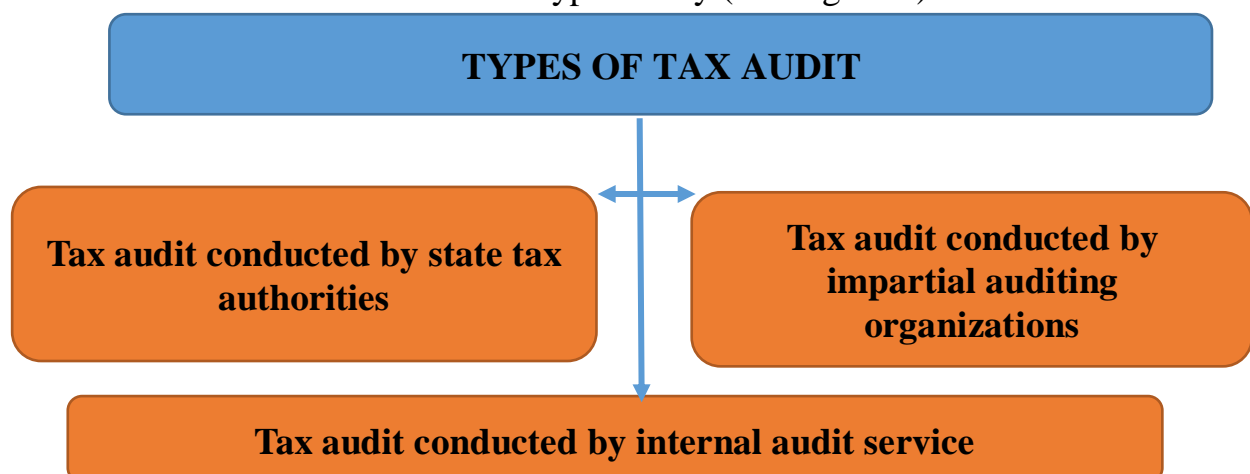 TYPES OF TAX AUDIT
Tax audit conducted by state tax
authorities
Tax audit conducted by
impartial auditing
organizations
Tax audit conducted by internal audit service